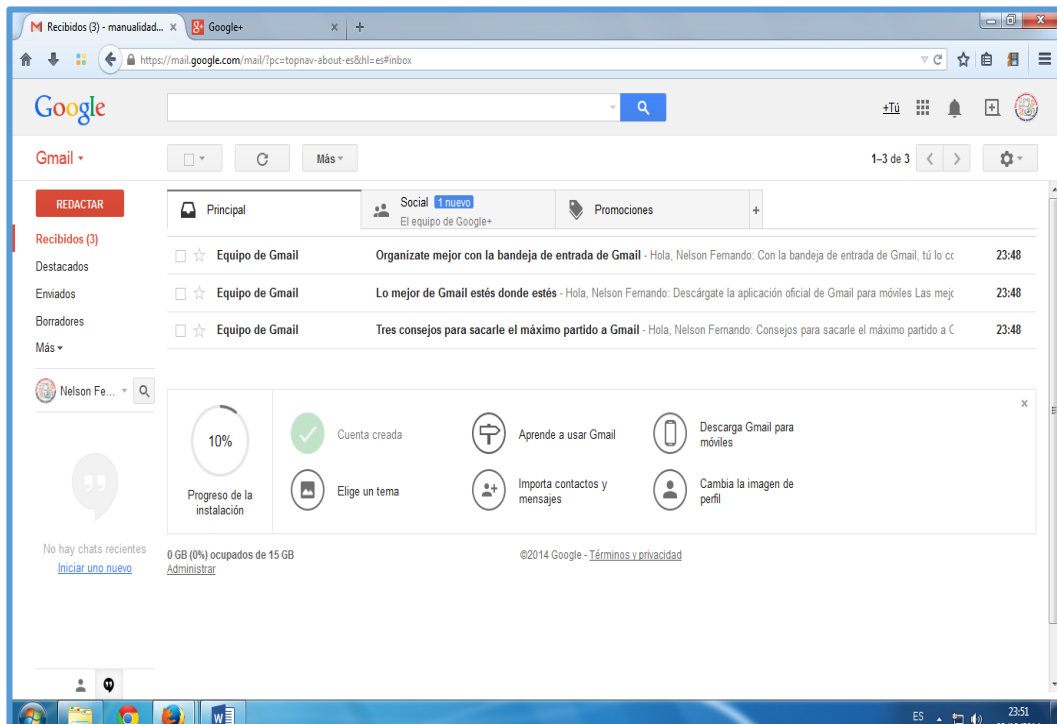 Recibidos (3) - manualidad... x
Google+ x +
https://mail.google.com/mail/?pc=topnav-about-es&hl=es#inbox
Google
+Tú
Gmail
Más
1–3 de 3
REDACTAR
Principal
Social 1 nuevo
El equipo de Google+
Promociones
+
Recibidos (3)
Destacados
Enviados
Borradores
Más
Equipo de Gmail Organízate mejor con la bandeja de entrada de Gmail - Hola, Nelson Fernando: Con la bandeja de entrada de Gmail, tú lo cc 23:48
Equipo de Gmail Lo mejor de Gmail estés donde estés - Hola, Nelson Fernando: Descárgate la aplicación oficial de Gmail para móviles Las mejc 23:48
Equipo de Gmail Tres consejos para sacarle el máximo partido a Gmail - Hola, Nelson Fernando: Consejos para sacarle el máximo partido a G 23:48
Nelson Fe...
10%
Progreso de la
instalación
Cuenta creada
Aprende a usar Gmail
Descarga Gmail para
móviles
Elige un tema
Importa contactos y
mensajes
Cambia la imagen de
perfil
x
No hay chats recientes
Iniciar uno nuevo
0 GB (0%) ocupados de 15 GB
Administrar
©2014 Google - Términos y privacidad
ES
23:51